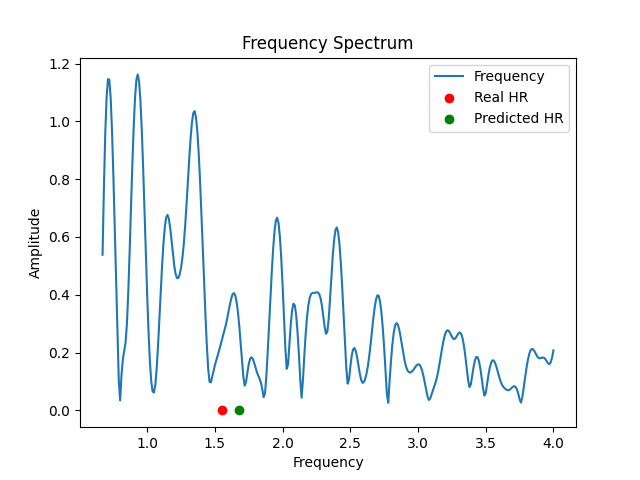 Frequency Spectrum
Frequency
Real HR
Predicted HR
Amplitude
1.2
1.0
0.8
0.6
0.4
0.2
0.0
1.0 1.5 2.0 2.5 3.0 3.5 4.0
Frequency